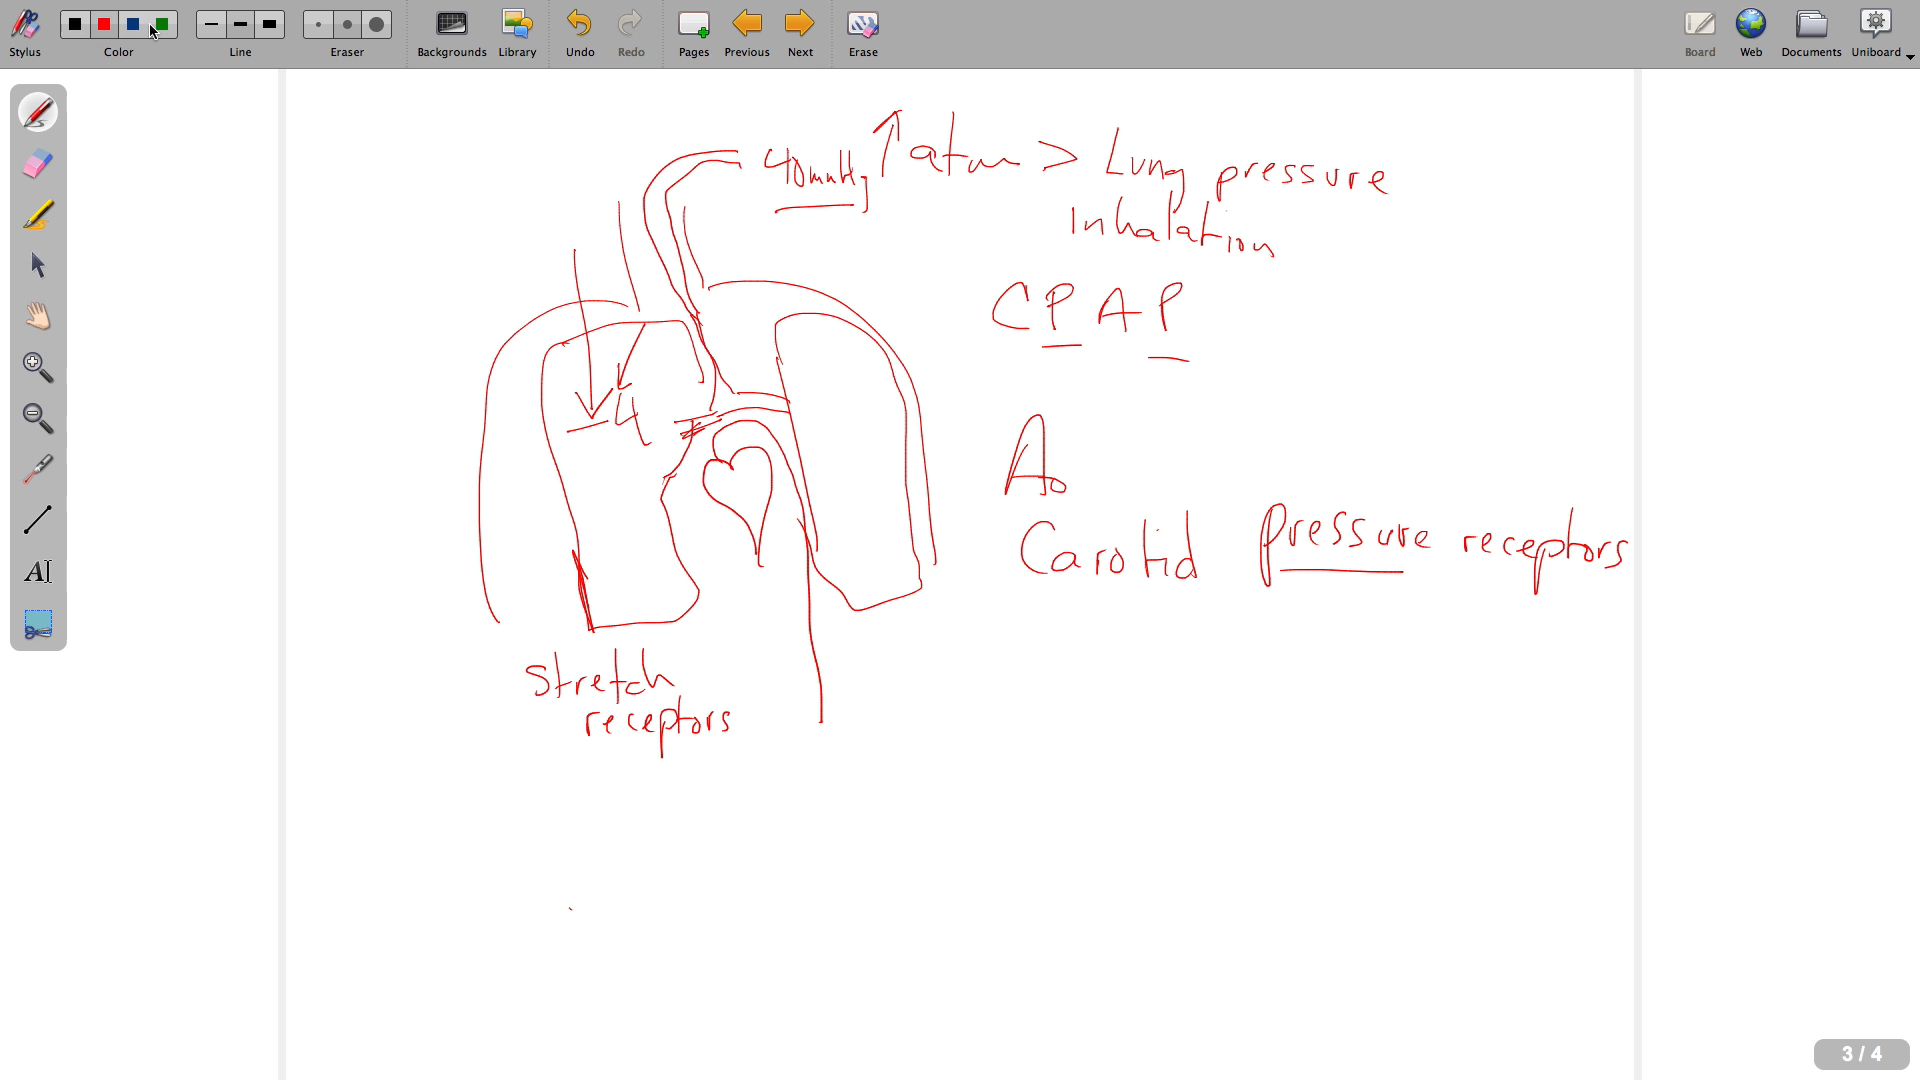 Stylus Color Line Eraser Backgrounds Library Undo Redo Pages Previous Next Erase Board Web Documents Uniboard
40mmHg ↑ atm > Lung pressure
Inhalation
CPAP
-4
Ao
Carotid pressure receptors
Stretch
receptors
3 / 4